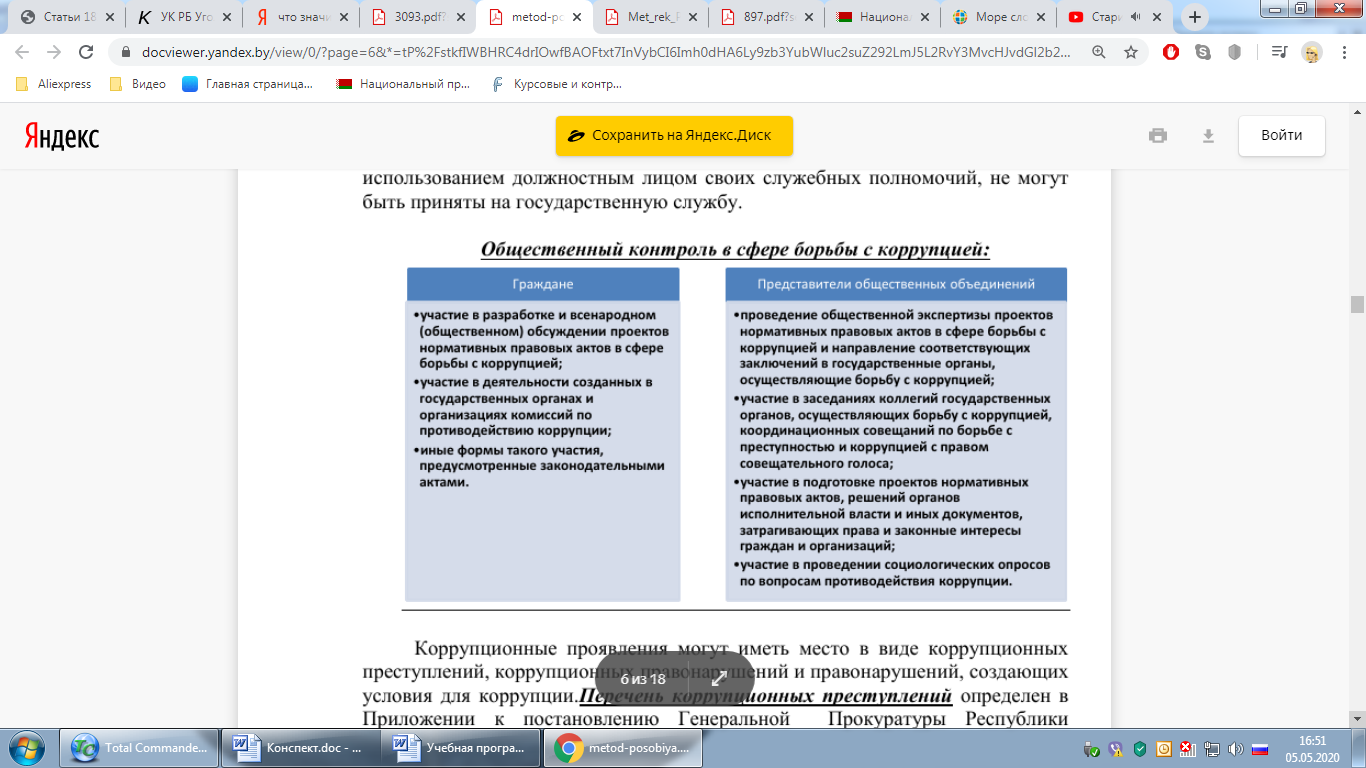 Статьи 18
УК РБ Уго
что значи
3093.pdf?
metod-po
Met_rek_
897.pdf?s
Национал
Море сло
Стари
docviewer.yandex.by/view/0/?page=6&*=tP%2FstkfIWBHRC4drIOwfBAOFtxt7InVybCI6Imh0dHA6Ly9zb3YubWluc2suZ292LmJ5L2RvY3MvcHJvdGl2b2...
Aliexpress
Видео
Главная страница...
Национальный пр...
Курсовые и контр...
Яндекс
Сохранить на Яндекс.Диск
Войти
использованием должностным лицом своих служебных полномочий, не могут
быть приняты на государственную службу.
Общественный контроль в сфере борьбы с коррупцией:
Граждане
•участие в разработке и всенародном
(общественном) обсуждении проектов
нормативных правовых актов в сфере
борьбы с коррупцией;
•участие в деятельности созданных в
государственных органах и
организациях комиссий по
противодействию коррупции;
•иные формы такого участия,
предусмотренные законодательными
актами.
Представители общественных объединений
•проведение общественной экспертизы проектов
нормативных правовых актов в сфере борьбы с
коррупцией и направление соответствующих
заключений в государственные органы,
осуществляющие борьбу с коррупцией;
•участие в заседаниях коллегий государственных
органов, осуществляющих борьбу с коррупцией,
координационных совещаний по борьбе с
преступностью и коррупцией с правом
совещательного голоса;
•участие в подготовке проектов нормативных
правовых актов, решений органов
исполнительной власти и иных документов,
затрагивающих права и законные интересы
граждан и организаций;
•участие в проведении социологических опросов
по вопросам противодействия коррупции.
Коррупционные проявления могут иметь место в виде коррупционных
преступлений, коррупционных правонарушений и правонарушений, создающих
условия для коррупции.Перечень коррупционных преступлений определен в
Приложении к постановлению Генеральной Прокуратуры Республики
6 из 18
Total Commande...
Конспект.doc - ...
Учебная програ...
metod-posobiya....
16:51
05.05.2020